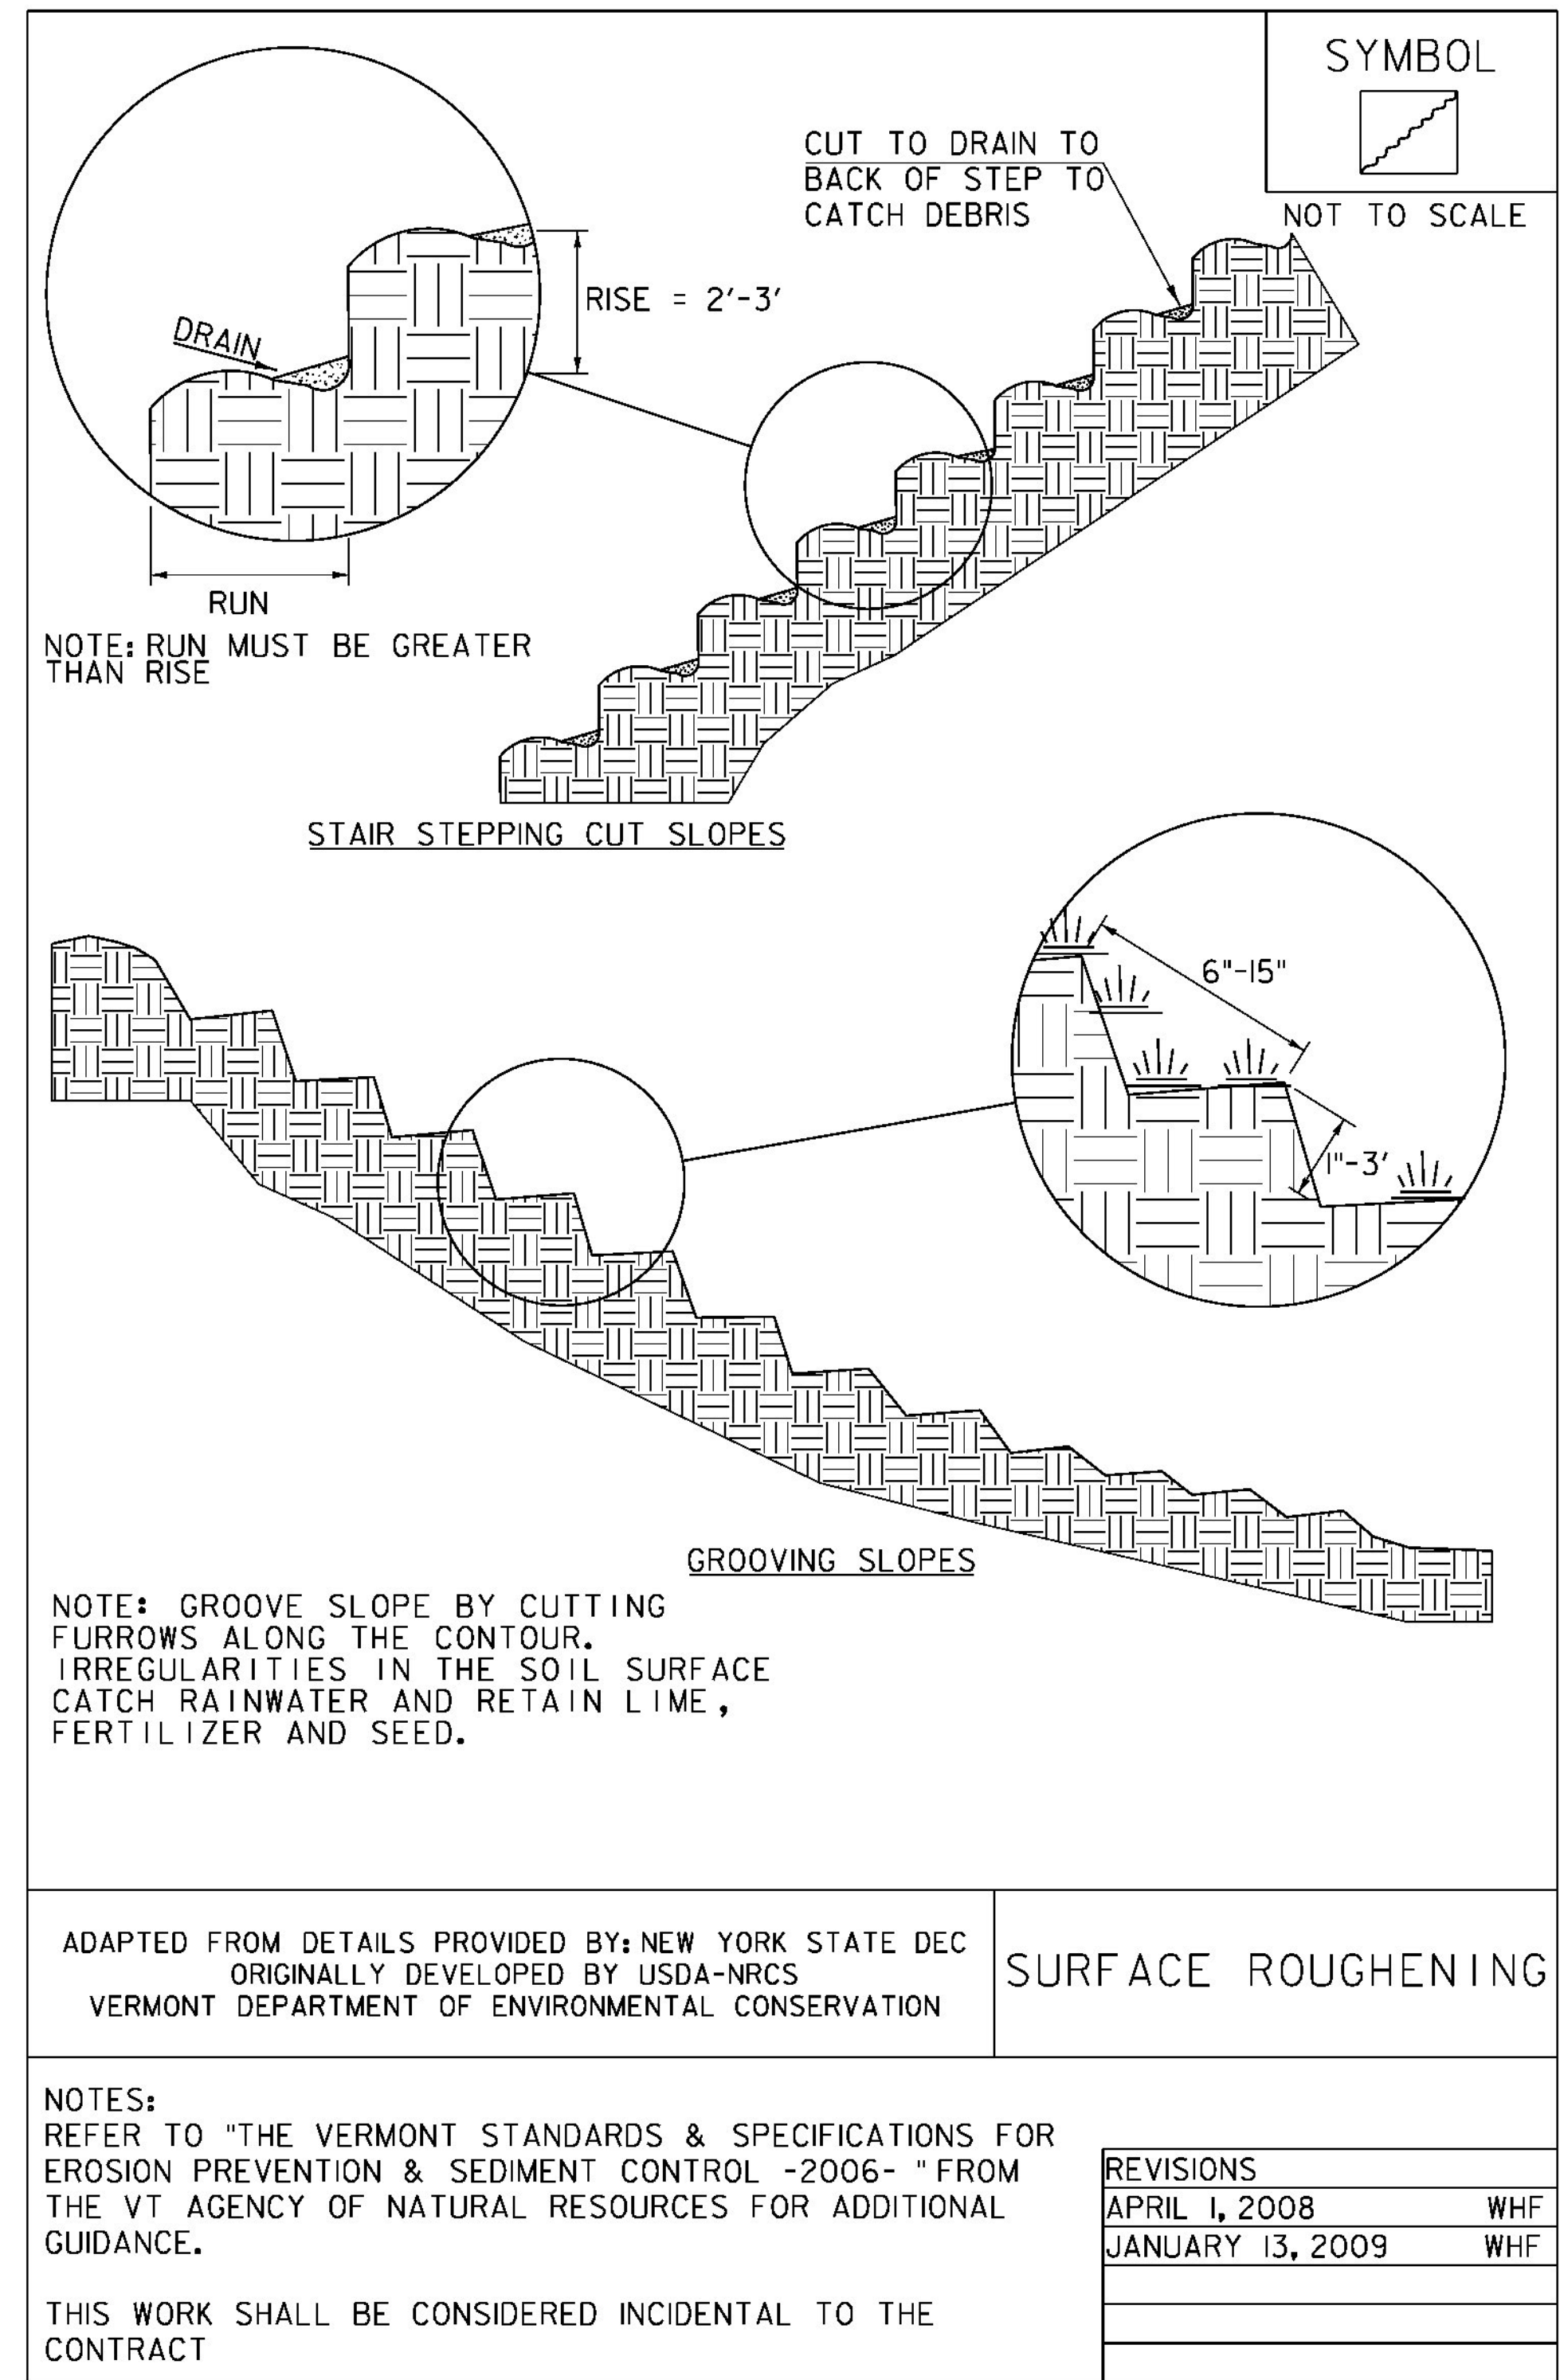 SYMBOL
NOT TO SCALE
CUT TO DRAIN TO
BACK OF STEP TO
CATCH DEBRIS
RISE = 2'-3'
DRAIN
RUN
NOTE: RUN MUST BE GREATER
THAN RISE
STAIR STEPPING CUT SLOPES
6"-15"
1"-3'
GROOVING SLOPES
NOTE: GROOVE SLOPE BY CUTTING
FURROWS ALONG THE CONTOUR.
IRREGULARITIES IN THE SOIL SURFACE
CATCH RAINWATER AND RETAIN LIME,
FERTILIZER AND SEED.
ADAPTED FROM DETAILS PROVIDED BY: NEW YORK STATE DEC
ORIGINALLY DEVELOPED BY USDA-NRCS
VERMONT DEPARTMENT OF ENVIRONMENTAL CONSERVATION
SURFACE ROUGHENING
NOTES:
REFER TO "THE VERMONT STANDARDS & SPECIFICATIONS FOR
EROSION PREVENTION & SEDIMENT CONTROL -2006- " FROM
THE VT AGENCY OF NATURAL RESOURCES FOR ADDITIONAL
GUIDANCE.
THIS WORK SHALL BE CONSIDERED INCIDENTAL TO THE
CONTRACT
REVISIONS
APRIL 1, 2008 WHF
JANUARY 13, 2009 WHF